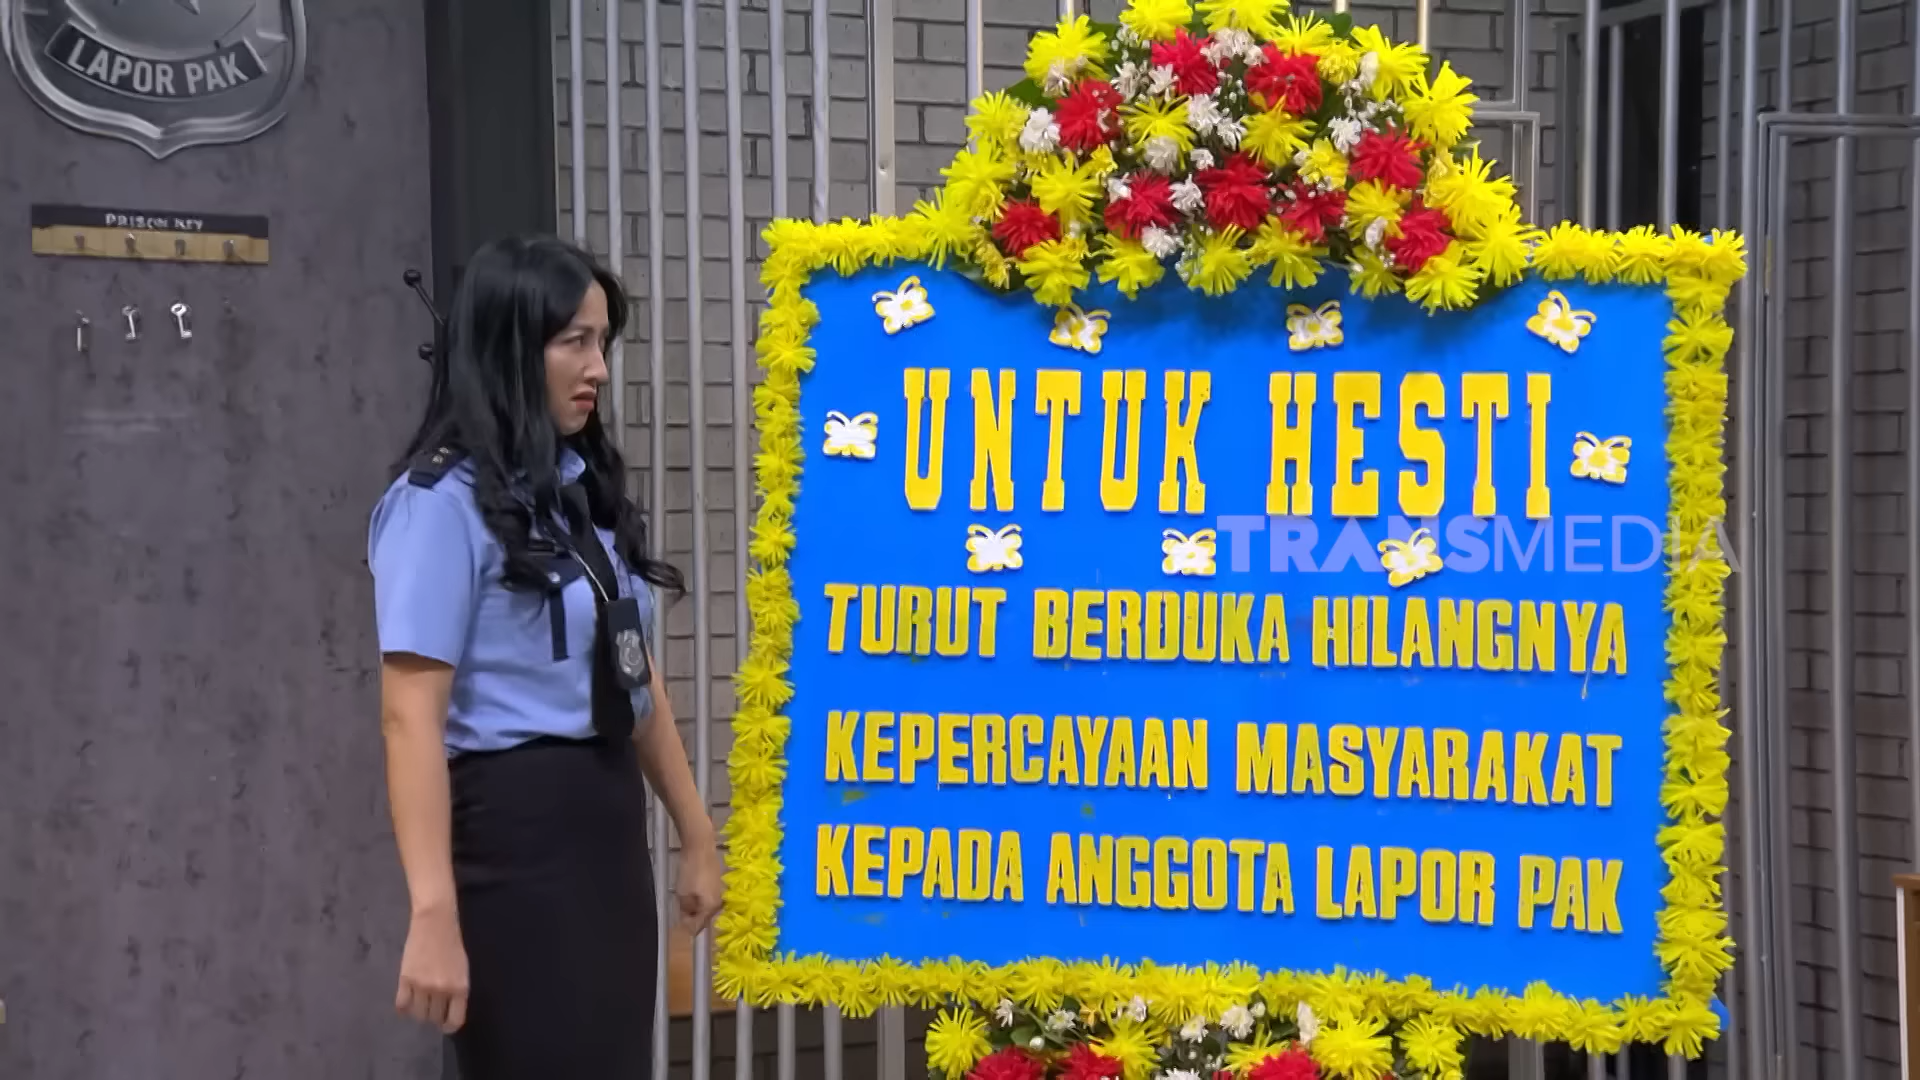 LAPOR PAK
PRISON KEY
UNTUK HESTI
TRANSMEDIA
TURUT BERDUKA HILANGNYA
KEPERCAYAAN MASYARAKAT
KEPADA ANGGOTA LAPOR PAK